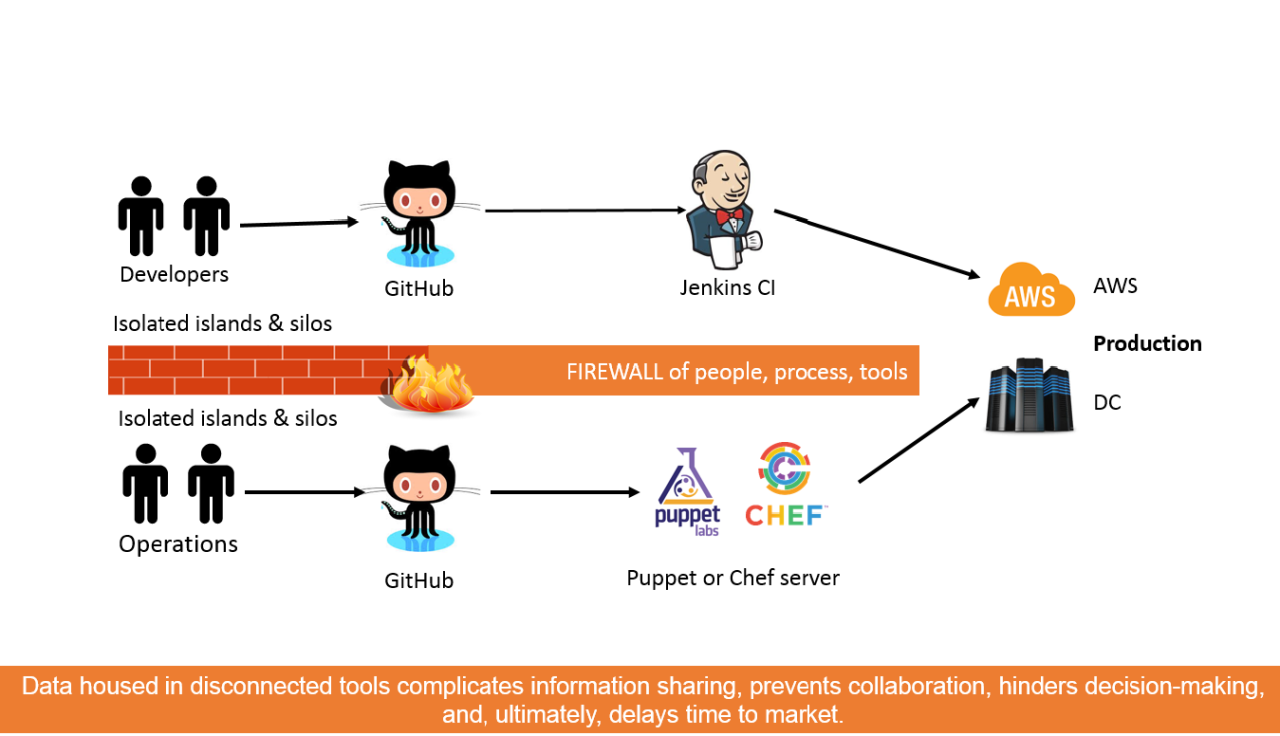 Developers
GitHub
Jenkins CI
AWS
AWS
Isolated islands & silos
Production
FIREWALL of people, process, tools
DC
Isolated islands & silos
puppet
labs
CHEF™
Operations
GitHub
Puppet or Chef server
Data housed in disconnected tools complicates information sharing, prevents collaboration, hinders decision-making,
and, ultimately, delays time to market.